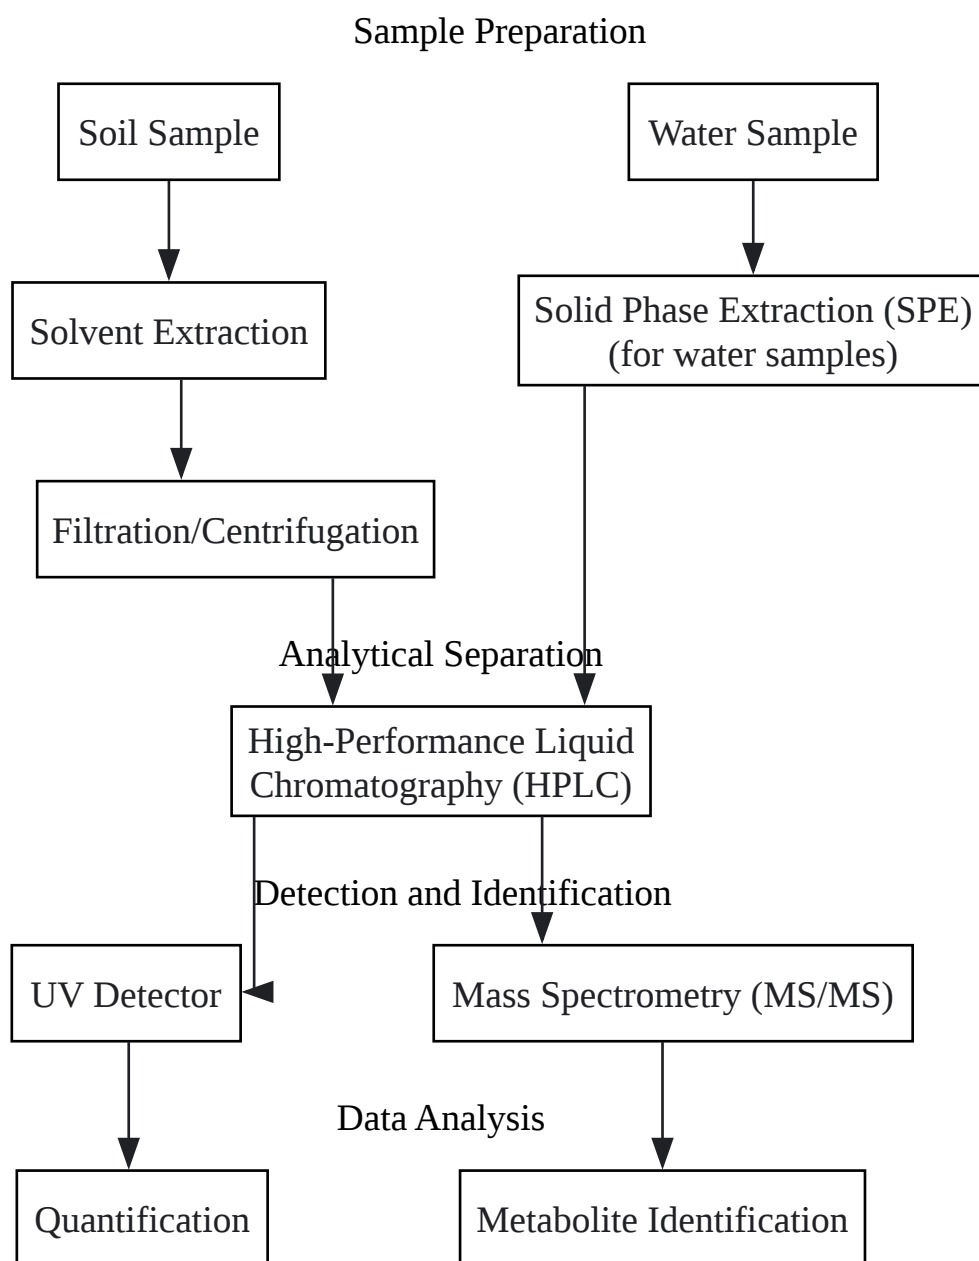 Sample Preparation
Soil Sample
Water Sample
Solvent Extraction
Solid Phase Extraction (SPE)
(for water samples)
Filtration/Centrifugation
Analytical Separation
High-Performance Liquid
Chromatography (HPLC)
Detection and Identification
UV Detector
Mass Spectrometry (MS/MS)
Data Analysis
Quantification
Metabolite Identification